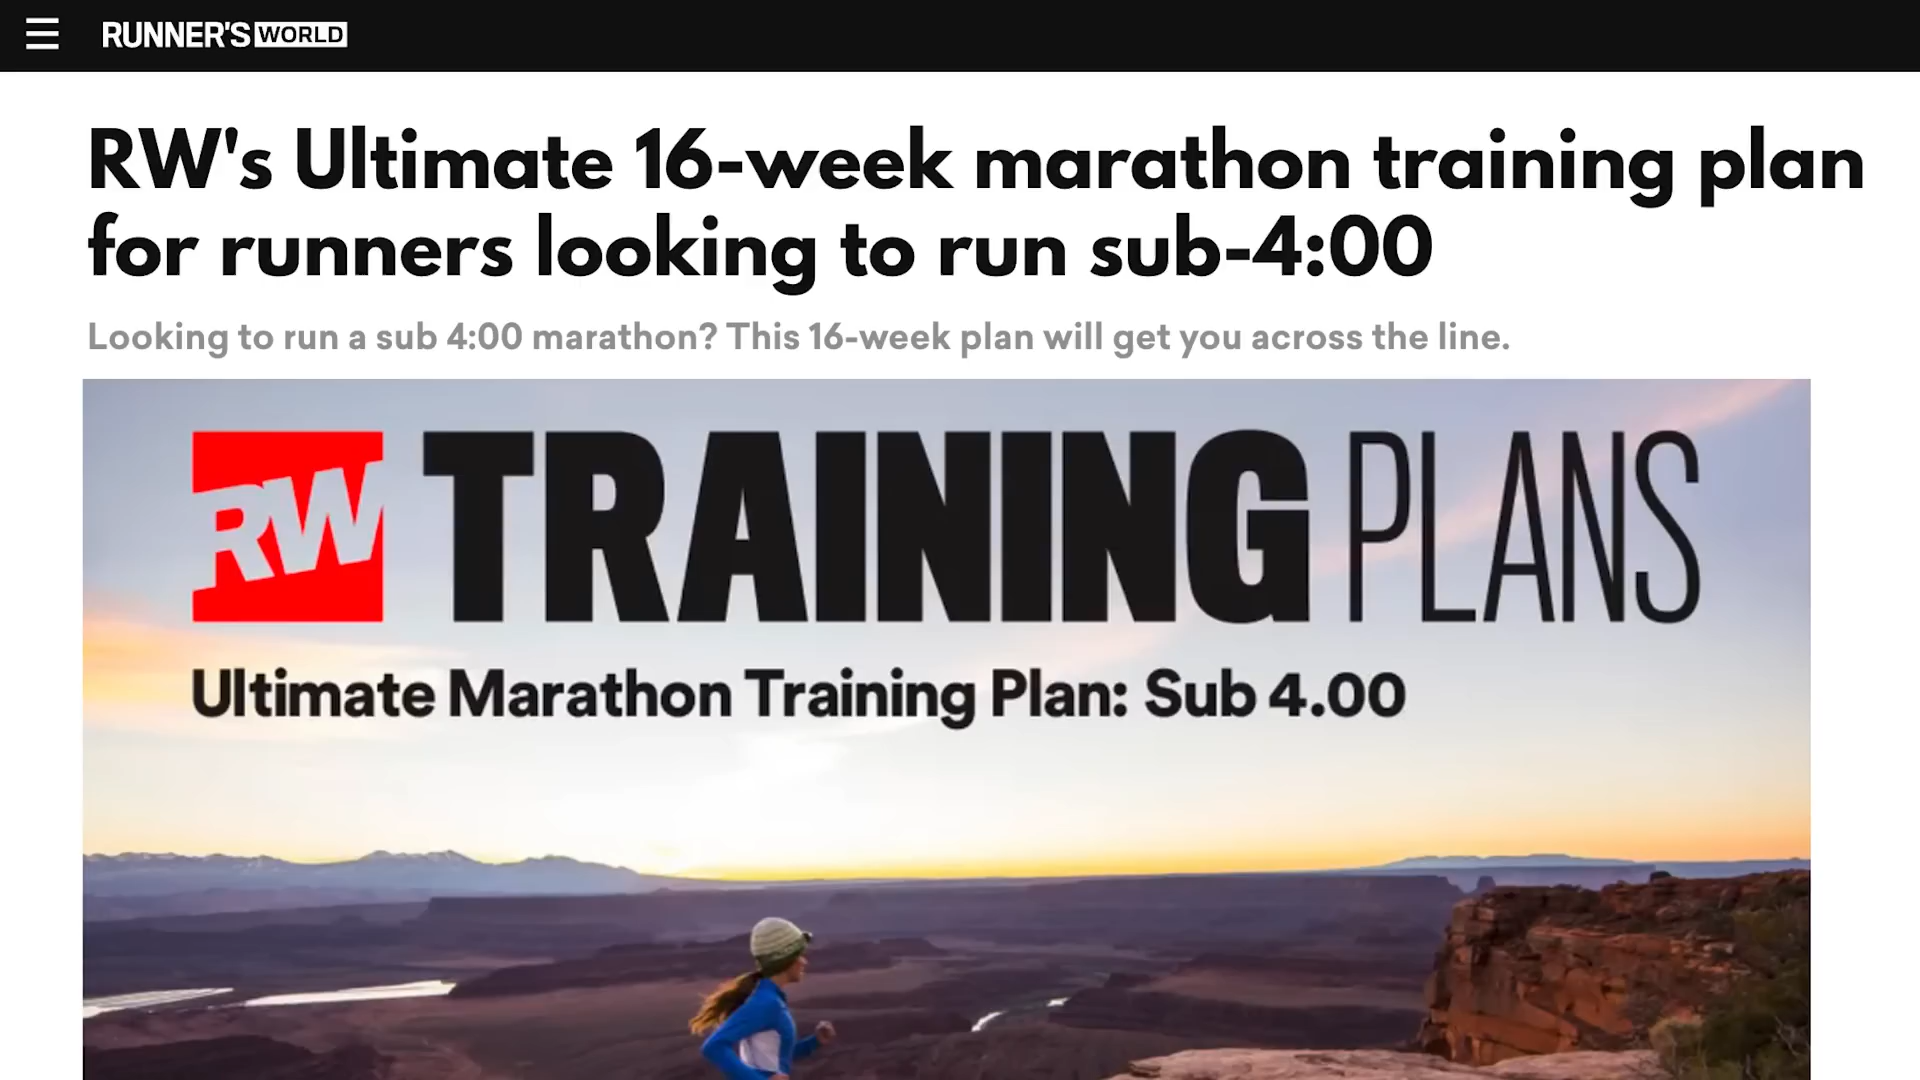 RUNNER'S WORLD
RW's Ultimate 16-week marathon training plan
for runners looking to run sub-4:00
Looking to run a sub 4:00 marathon? This 16-week plan will get you across the line.
RW TRAINING PLANS
Ultimate Marathon Training Plan: Sub 4.00